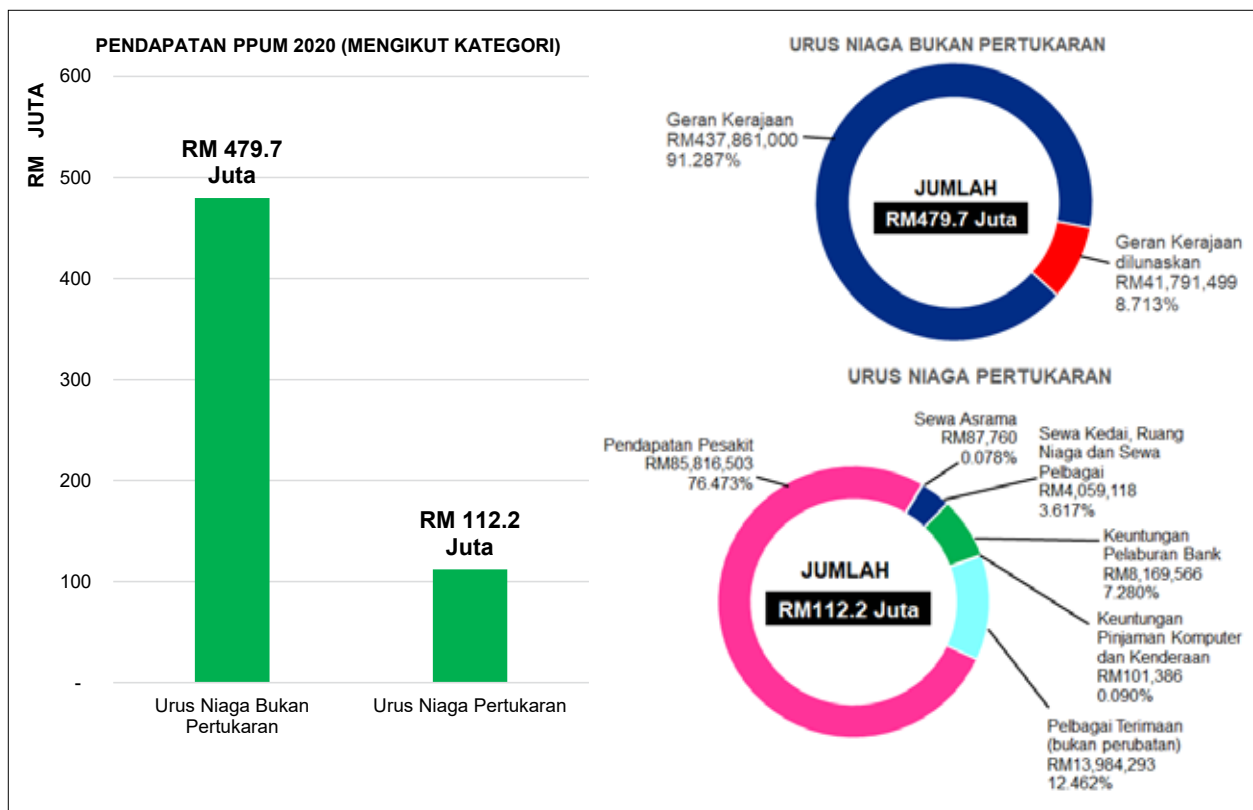 PENDAPATAN PPUM 2020 (MENGIKUT KATEGORI)
RM JUTA
600
500
400
300
200
100
-
RM 479.7
Juta
RM 112.2
Juta
Urus Niaga Bukan
Pertukaran
Urus Niaga Pertukaran
URUS NIAGA BUKAN PERTUKARAN
Geran Kerajaan
RM437,861,000
91.287%
JUMLAH
RM479.7 Juta
Geran Kerajaan
dilunaskan
RM41,791,499
8.713%
URUS NIAGA PERTUKARAN
Pendapatan Pesakit
RM85,816,503
76.473%
Sewa Asrama
RM87,760
0.078%
Sewa Kedai, Ruang
Niaga dan Sewa
Pelbagai
RM4,059,118
3.617%
Keuntungan
Pelaburan Bank
RM8,169,566
7.280%
JUMLAH
RM112.2 Juta
Keuntungan
Pinjaman Komputer
dan Kenderaan
RM101,386
0.090%
Pelbagai Terimaan
(bukan perubatan)
RM13,984,293
12.462%